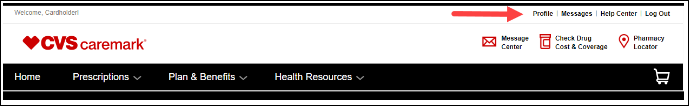 Welcome, Cardholder!
Profile | Messages | Help Center | Log Out
CVS caremark®
Message Center
Check Drug Cost & Coverage
Pharmacy Locator
Home Prescriptions Plan & Benefits Health Resources